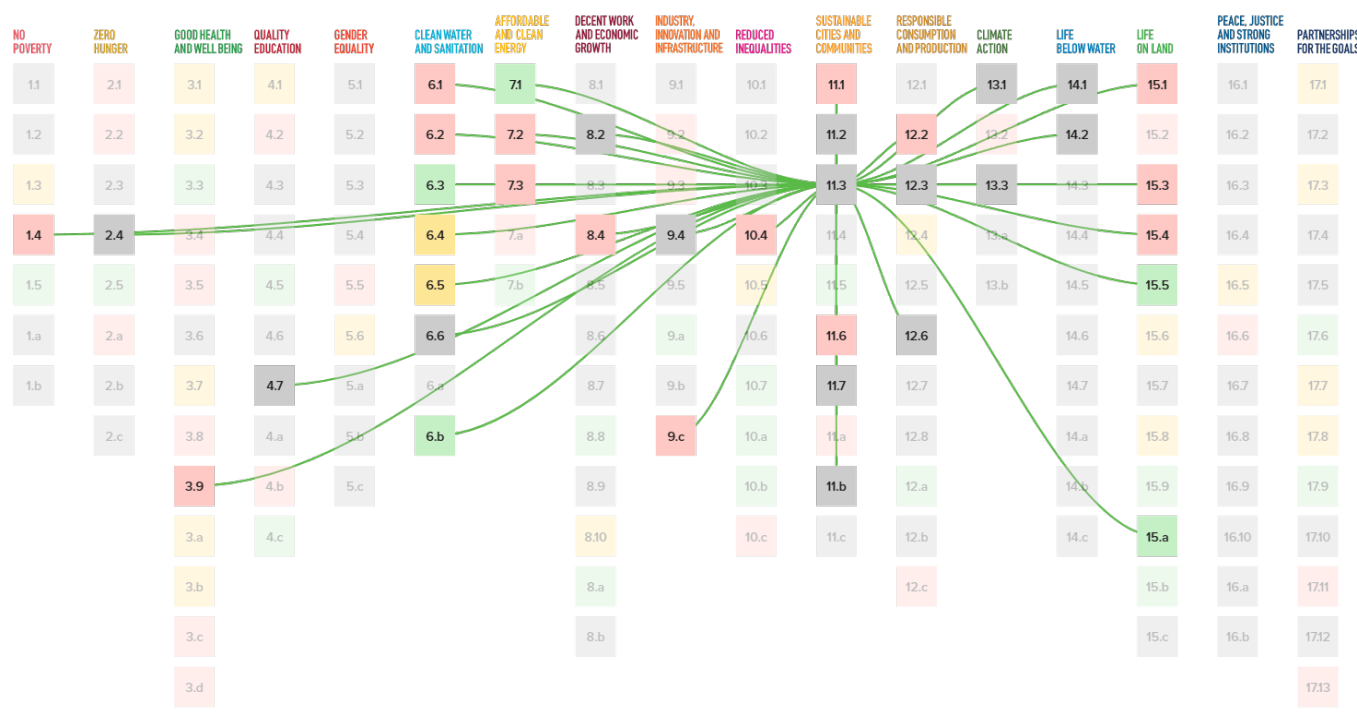 NO
POVERTY
ZERO
HUNGER
GOOD HEALTH
AND WELL BEING
QUALITY
EDUCATION
GENDER
EQUALITY
CLEAN WATER
AND SANITATION
AFFORDABLE
AND CLEAN
ENERGY
DECENT WORK
AND ECONOMIC
GROWTH
INDUSTRY,
INNOVATION AND
INFRASTRUCTURE
REDUCED
INEQUALITIES
SUSTAINABLE
CITIES AND
COMMUNITIES
RESPONSIBLE
CONSUMPTION
AND PRODUCTION
CLIMATE
ACTION
LIFE
BELOW WATER
LIFE
ON LAND
PEACE, JUSTICE
AND STRONG
INSTITUTIONS
PARTNERSHIPS
FOR THE GOALS
1.1 2.1 3.1 4.1 5.1 6.1 7.1 8.1 9.1 10.1 11.1 12.1 13.1 14.1 15.1 16.1 17.1
1.2 2.2 3.2 4.2 5.2 6.2 7.2 8.2 9.2 10.2 11.2 12.2 13.2 14.2 15.2 16.2 17.2
1.3 2.3 3.3 4.3 5.3 6.3 7.3 8.3 9.3 10.3 11.3 12.3 13.3 14.3 15.3 16.3 17.3
1.4 2.4 3.4 4.4 5.4 6.4 7.a 8.4 9.4 10.4 11.4 12.4 13.a 14.4 15.4 16.4 17.4
1.5 2.5 3.5 4.5 5.5 6.5 7.b 8.5 9.5 10.5 11.5 12.5 13.b 14.5 15.5 16.5 17.5
1.a 2.a 3.6 4.6 5.6 6.6 8.6 9.a 10.6 11.6 12.6 14.6 15.6 16.6 17.6
1.b 2.b 3.7 4.7 5.a 6.a 8.7 9.b 10.7 11.7 12.7 14.7 15.7 16.7 17.7
2.c 3.8 4.a 5.b 6.b 8.8 9.c 10.a 11.a 12.8 14.a 15.8 16.8 17.8
3.9 4.b 5.c 8.9 10.b 11.b 12.a 14.b 15.9 16.9 17.9
3.a 4.c 8.10 10.c 11.c 12.b 14.c 15.a 16.10 17.10
3.b 8.a 12.c 15.b 16.a 17.11
3.c 8.b 15.c 16.b 17.12
3.d 17.13